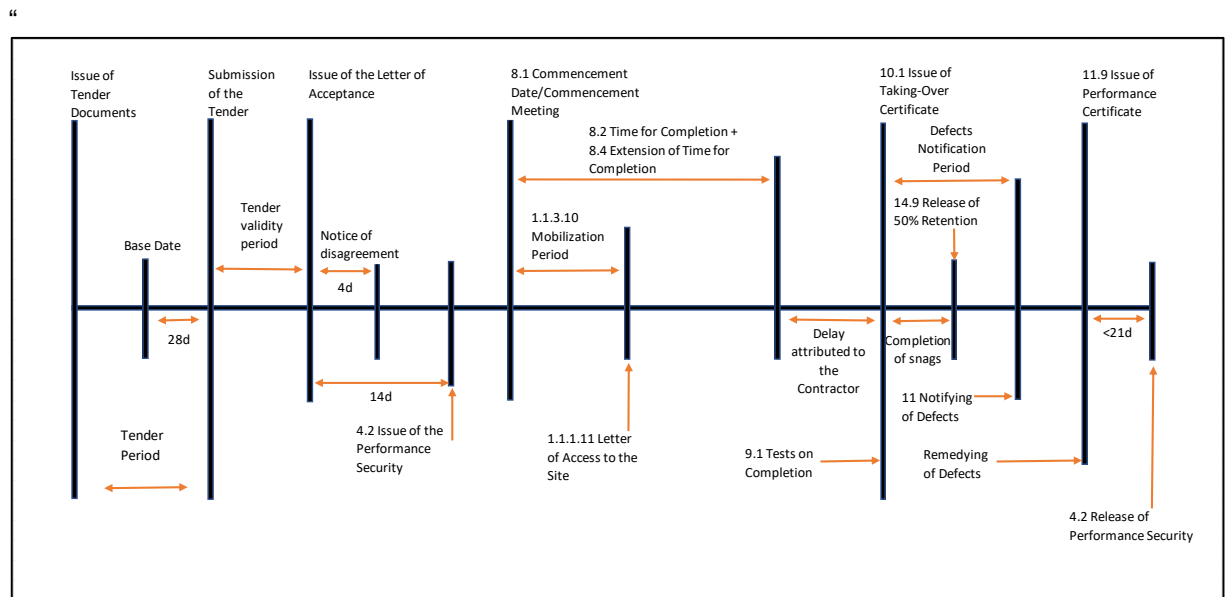 “
Issue of
Tender
Documents
Submission
of the
Tender
Issue of the Letter of
Acceptance
8.1 Commencement
Date/Commencement
Meeting
10.1 Issue of
Taking-Over
Certificate
11.9 Issue of
Performance
Certificate
8.2 Time for Completion +
8.4 Extension of Time for
Completion
Defects
Notification
Period
14.9 Release of
50% Retention
Tender
validity
period
1.1.3.10
Mobilization
Period
Base Date
Notice of
disagreement
4d
28d
Delay
attributed to
the
Contractor
Completion
of snags
<21d
14d
4.2 Issue of the
Performance
Security
11 Notifying
of Defects
1.1.1.11 Letter
of Access to the
Site
Tender
Period
9.1 Tests on
Completion
Remedying
of Defects
4.2 Release of
Performance Security